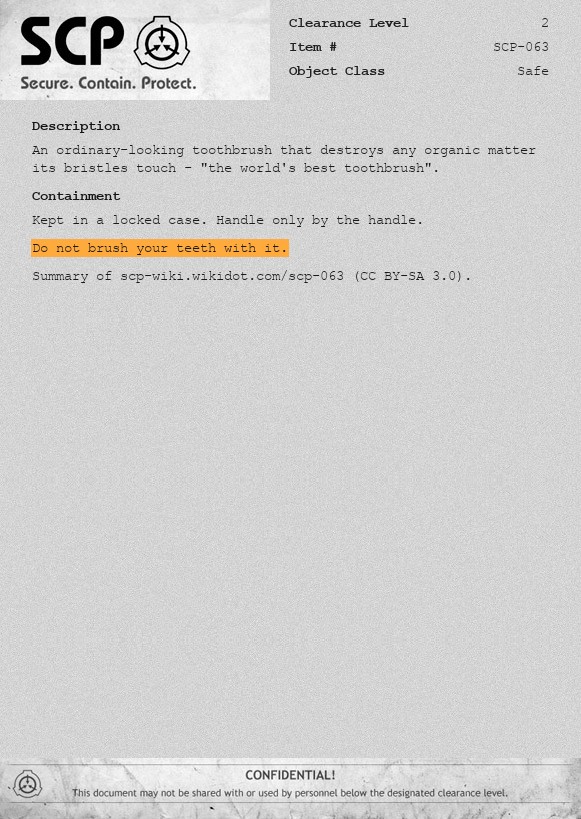 SCP
Secure. Contain. Protect.
Clearance Level 2
Item # SCP-063
Object Class Safe
Description
An ordinary-looking toothbrush that destroys any organic matter
its bristles touch - "the world's best toothbrush".
Containment
Kept in a locked case. Handle only by the handle.
Do not brush your teeth with it.
Summary of scp-wiki.wikidot.com/scp-063 (CC BY-SA 3.0).
CONFIDENTIAL!
This document may not be shared with or used by personnel below the designated clearance level.